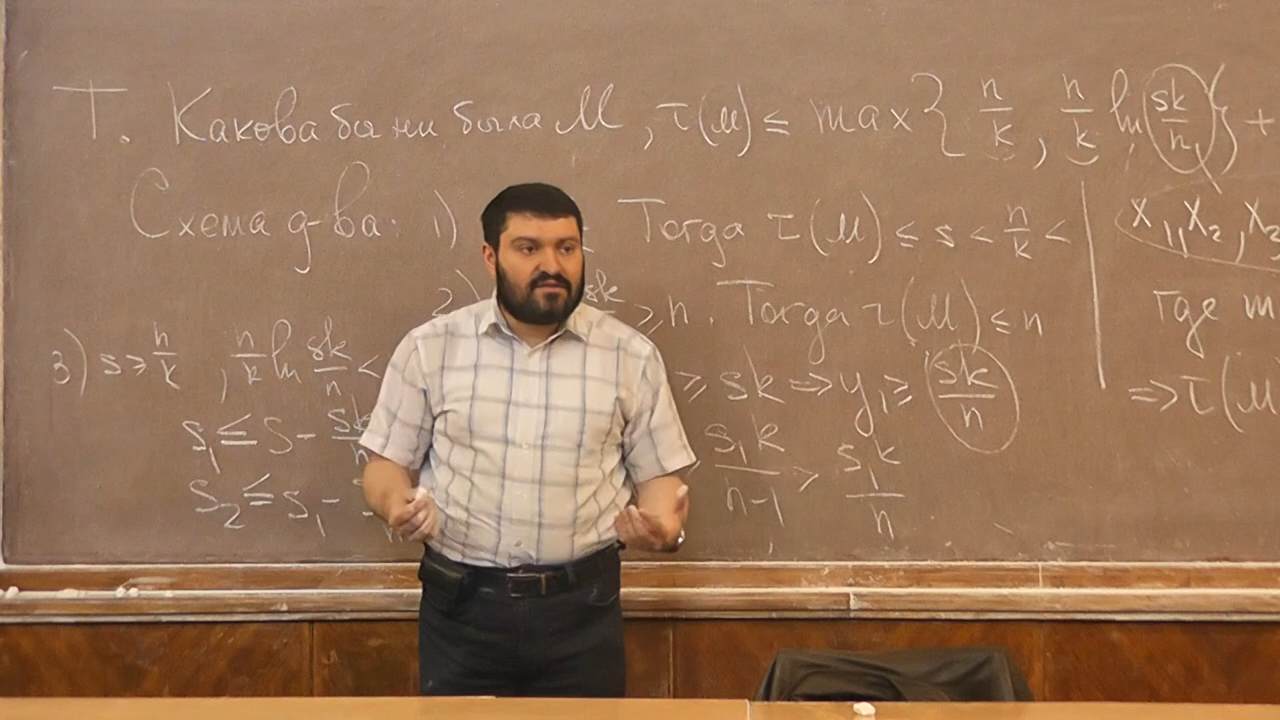 Т. Какова бы ни была M, τ(M) ≤ max{ n/k, n/k ln sk/n } +
Схема д-ва: 1) Тогда τ(M) ≤ s < n/k <
2) sk ≥ n. Тогда τ(M) ≤ n
3) s > n/k, n/k ln sk/n < ≥ sk => y₁ ≥ sk/n
s₁ ≤ s - sk s₁k/n-1 > s₁k/n
s₂ ≤ s₁ -
x₁, x₂, x₃
где m
=> τ(M